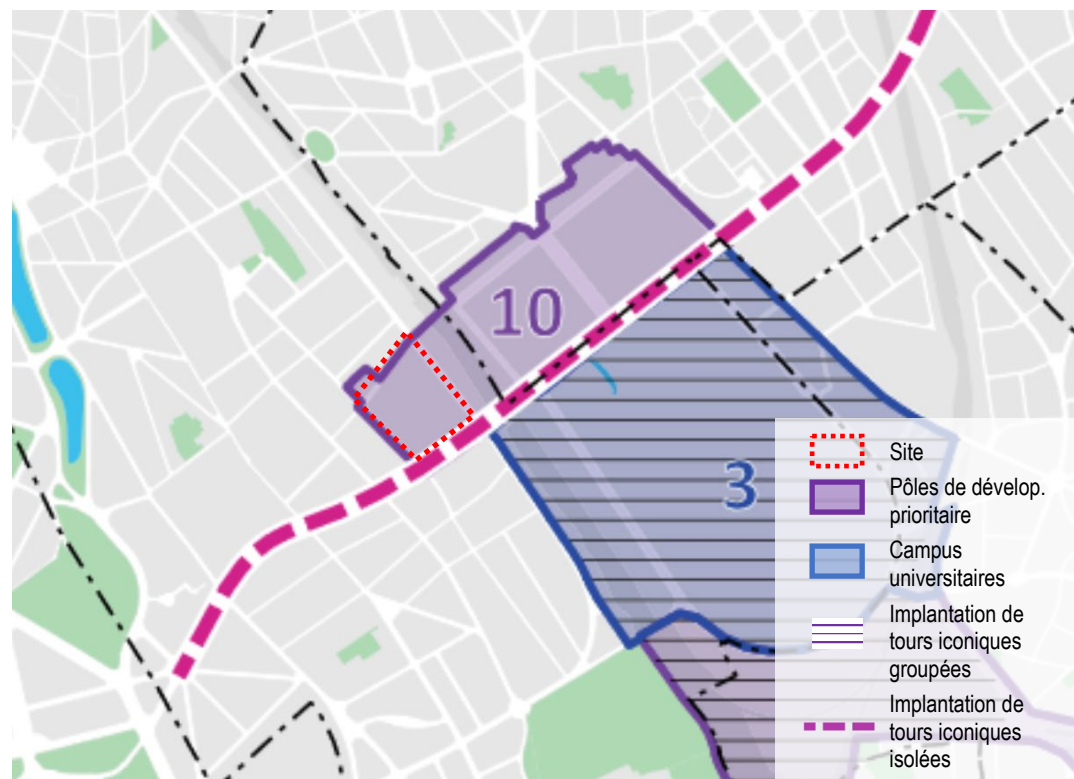 10
3
Site
Pôles de dévelop.
prioritaire
Campus
universitaires
Implantation de
tours iconiques
groupées
Implantation de
tours iconiques
isolées